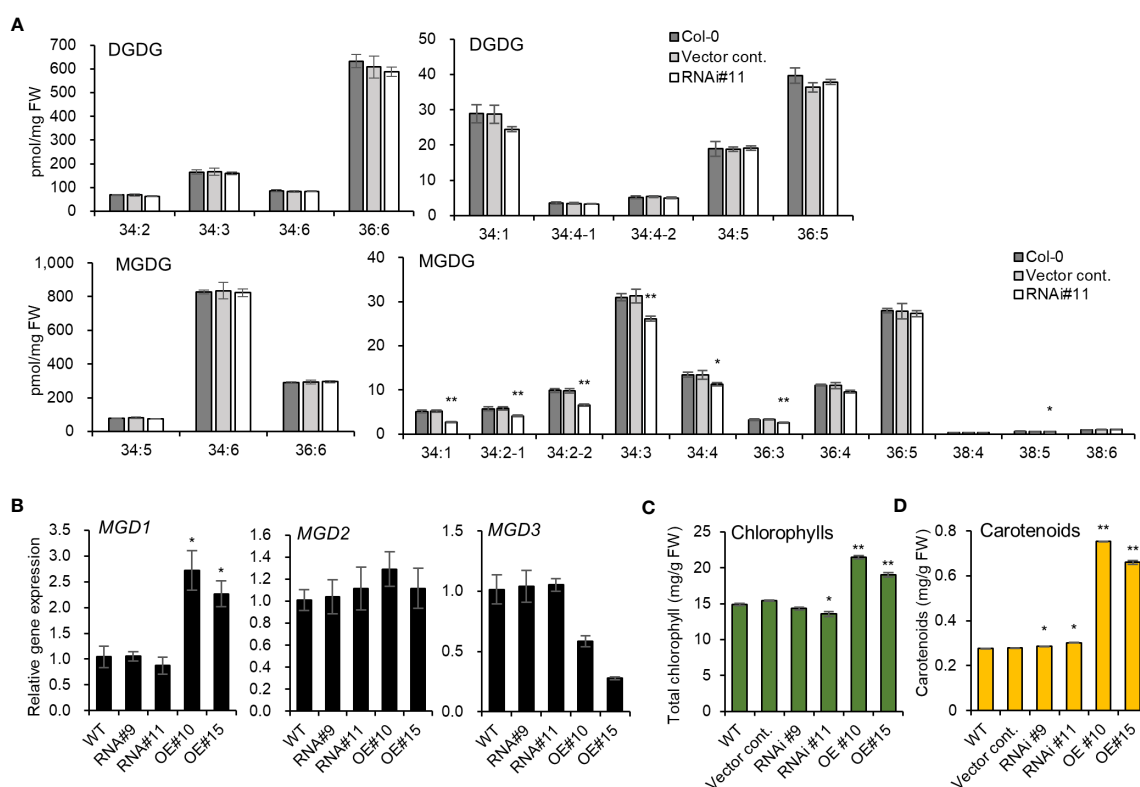 A
DGDG
pmol/mg FW
700
600
500
400
300
200
100
0
34:2 34:3 34:6 36:6
DGDG
50
40
30
20
10
0
34:1 34:4-1 34:4-2 34:5 36:5
Col-0
Vector cont.
RNAi#11
MGDG
pmol/mg FW
1,000
800
600
400
200
0
34:5 34:6 36:6
MGDG
40
30
20
10
0
** ** ** ** * ** *
34:1 34:2-1 34:2-2 34:3 34:4 36:3 36:4 36:5 38:4 38:5 38:6
Col-0
Vector cont.
RNAi#11
B
MGD1
Relative gene expression
3.5
3.0
2.5
2.0
1.5
1.0
0.5
0.0
* *
WT RNA#9 RNA#11 OE#10 OE#15
MGD2
1.6
1.4
1.2
1.0
0.8
0.6
0.4
0.2
0.0
WT RNA#9 RNA#11 OE#10 OE#15
MGD3
1.5
1.0
0.5
0.0
WT RNA#9 RNA#11 OE#10 OE#15
C
Chlorophylls
Total chlorophyll (mg/g FW)
25
20
15
10
5
0
* ** **
WT Vector cont. RNAi #9 RNAi #11 OE #10 OE#15
D
Carotenoids
Carotenoids (mg/g FW)
0.8
0.6
0.4
0.2
0
* * ** **
WT Vector cont. RNAi #9 RNAi #11 OE #10 OE#15